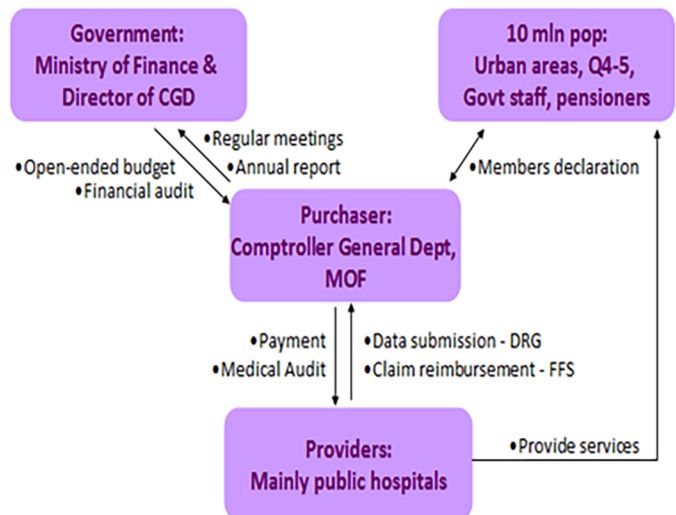 Government:
Ministry of Finance &
Director of CGD
10 mln pop:
Urban areas, Q4-5,
Govt staff, pensioners
•Regular meetings
•Annual report
•Open-ended budget
•Financial audit
•Members declaration
Purchaser:
Comptroller General Dept,
MOF
•Payment
•Medical Audit
•Data submission - DRG
•Claim reimbursement - FFS
Providers:
Mainly public hospitals
•Provide services